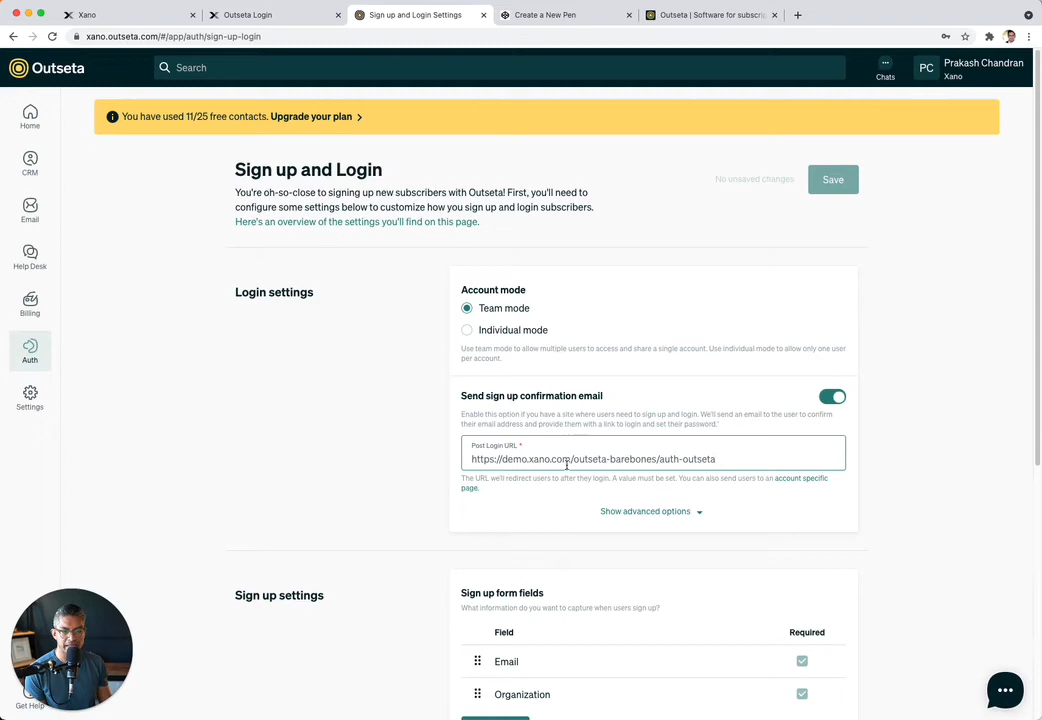 Xano
Outseta Login
Sign up and Login Settings
Create a New Pen
Outseta | Software for subscrip
xano.outseta.com/#/app/auth/sign-up-login
Outseta
Search
Chats
PC
Prakash Chandran
Xano
Home
CRM
Email
Help Desk
Billing
Auth
Settings
Get Help
You have used 11/25 free contacts. Upgrade your plan
Sign up and Login
You're oh-so-close to signing up new subscribers with Outseta! First, you'll need to
configure some settings below to customize how you sign up and login subscribers.
Here's an overview of the settings you'll find on this page.
No unsaved changes
Save
Login settings
Account mode
Team mode
Individual mode
Use team mode to allow multiple users to access and share a single account. Use individual mode to allow only one user
per account.
Send sign up confirmation email
Enable this option if you have a site where users need to sign up and login. We'll send an email to the user to confirm
their email address and provide them with a link to login and set their password.'
Post Login URL *
https://demo.xano.com/outseta-barebones/auth-outseta
The URL we'll redirect users to after they login. A value must be set. You can also send users to an account specific
page.
Show advanced options
Sign up settings
Sign up form fields
What information do you want to capture when users sign up?
Field
Required
Email
Organization